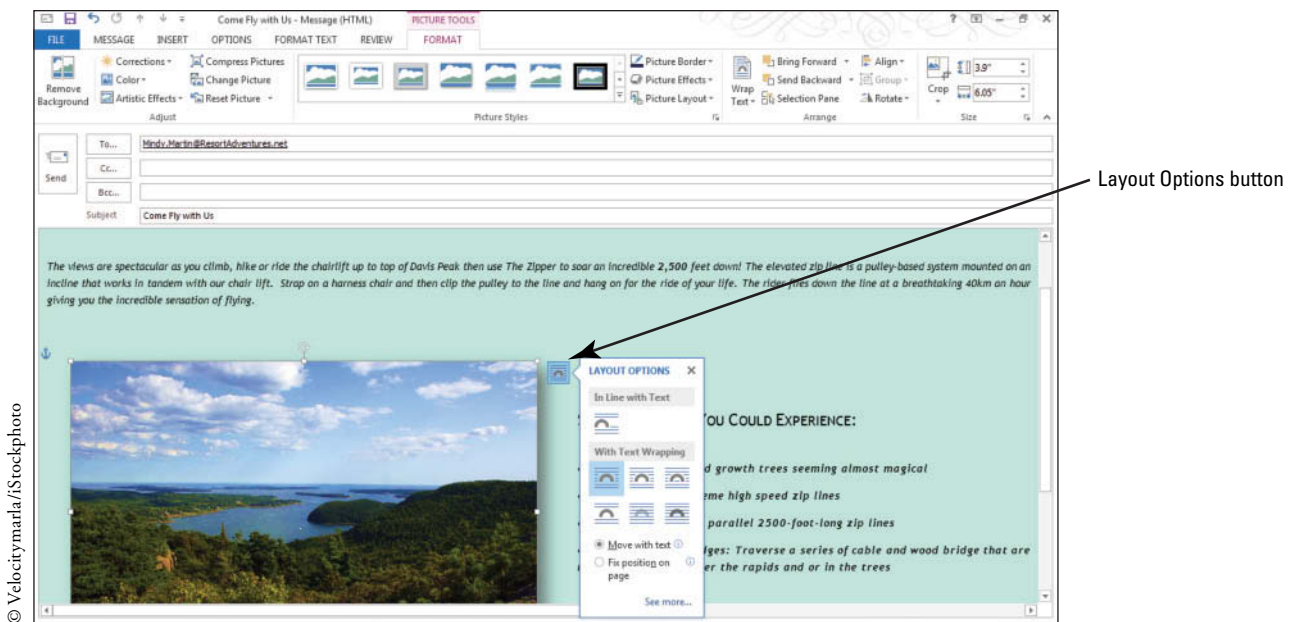 Come Fly with Us - Message (HTML)
PICTURE TOOLS
FILE MESSAGE INSERT OPTIONS FORMAT TEXT REVIEW FORMAT
Remove Background
Corrections
Color
Artistic Effects
Compress Pictures
Change Picture
Reset Picture
Adjust
Picture Styles
Picture Border
Picture Effects
Picture Layout
Wrap Text
Bring Forward
Send Backward
Selection Pane
Align
Group
Rotate
Arrange
Crop
3.9"
6.05"
Size
Send
To... Mindy.Martin@ResortAdventures.net
Cc...
Bcc...
Subject Come Fly with Us
Layout Options button
The views are spectacular as you climb, hike or ride the chairlift up to top of Davis Peak then use The Zipper to soar an incredible 2,500 feet down! The elevated zip line is a pulley-based system mounted on an
incline that works in tandem with our chair lift. Strap on a harness chair and then clip the pulley to the line and hang on for the ride of your life. The rider flies down the line at a breathtaking 40km an hour
giving you the incredible sensation of flying.
LAYOUT OPTIONS
In Line with Text
With Text Wrapping
Move with text
Fix position on
page
See more...
YOU COULD EXPERIENCE:
growth trees seeming almost magical
high speed zip lines
parallel 2500-foot-long zip lines
Traverse a series of cable and wood bridge that are
the rapids and or in the trees
© Velocitymarla/iStockphoto